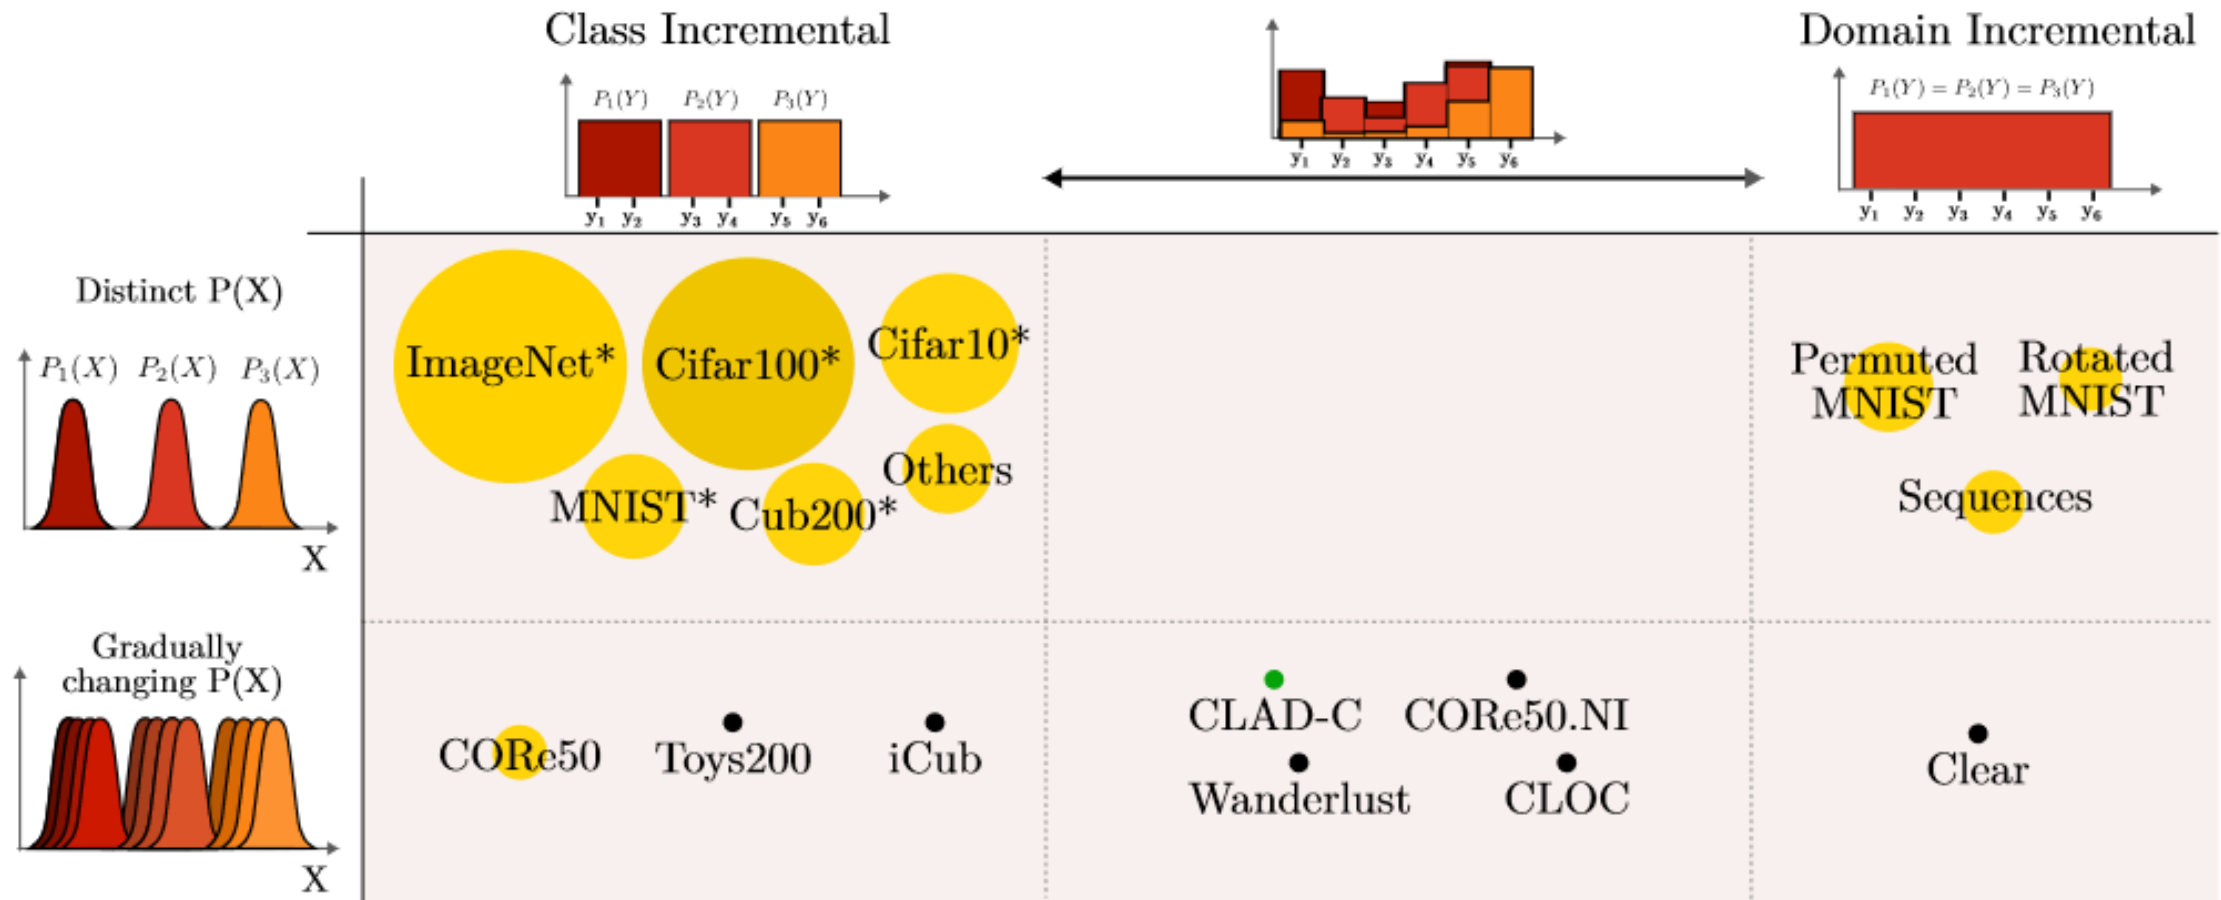 Class Incremental
P₁(Y) P₂(Y) P₃(Y)
y₁ y₂ y₃ y₄ y₅ y₆
y₁ y₂ y₃ y₄ y₅ y₆
Domain Incremental
P₁(Y) = P₂(Y) = P₃(Y)
y₁ y₂ y₃ y₄ y₅ y₆
Distinct P(X)
P₁(X) P₂(X) P₃(X)
X
ImageNet*
Cifar100*
Cifar10*
MNIST*
Cub200*
Others
Permuted
MNIST
Rotated
MNIST
Sequences
Gradually
changing P(X)
X
CORe50
Toys200
iCub
CLAD-C
CORe50.NI
Wanderlust
CLOC
Clear